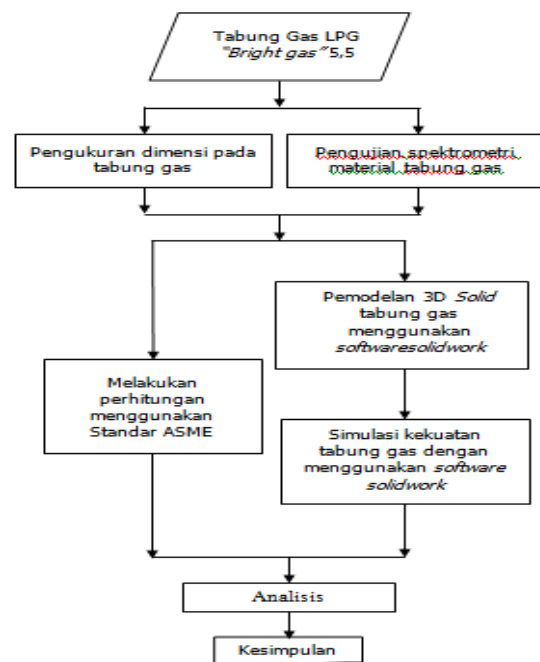 Tabung Gas LPG
"Bright gas" 5,5
Pengukuran dimensi pada
tabung gas
Pengujian spektrometri
material tabung gas
Pemodelan 3D Solid
tabung gas
menggunakan
softwaresolidwork
Melakukan
perhitungan
menggunakan
Standar ASME
Simulasi kekuatan
tabung gas dengan
menggunakan software
solidwork
Analisis
Kesimpulan